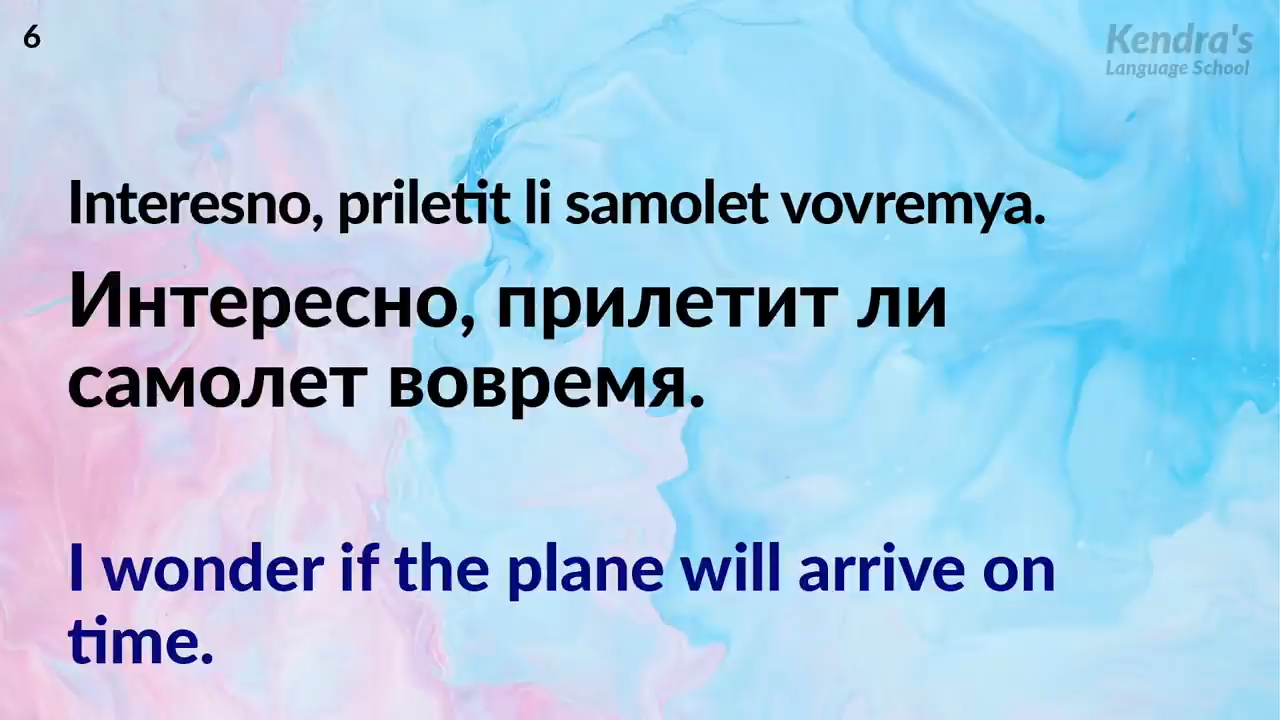 6
Kendra's
Language School
Interesno, priletit li samolet vovremya.
Интересно, прилетит ли
самолет вовремя.
I wonder if the plane will arrive on
time.